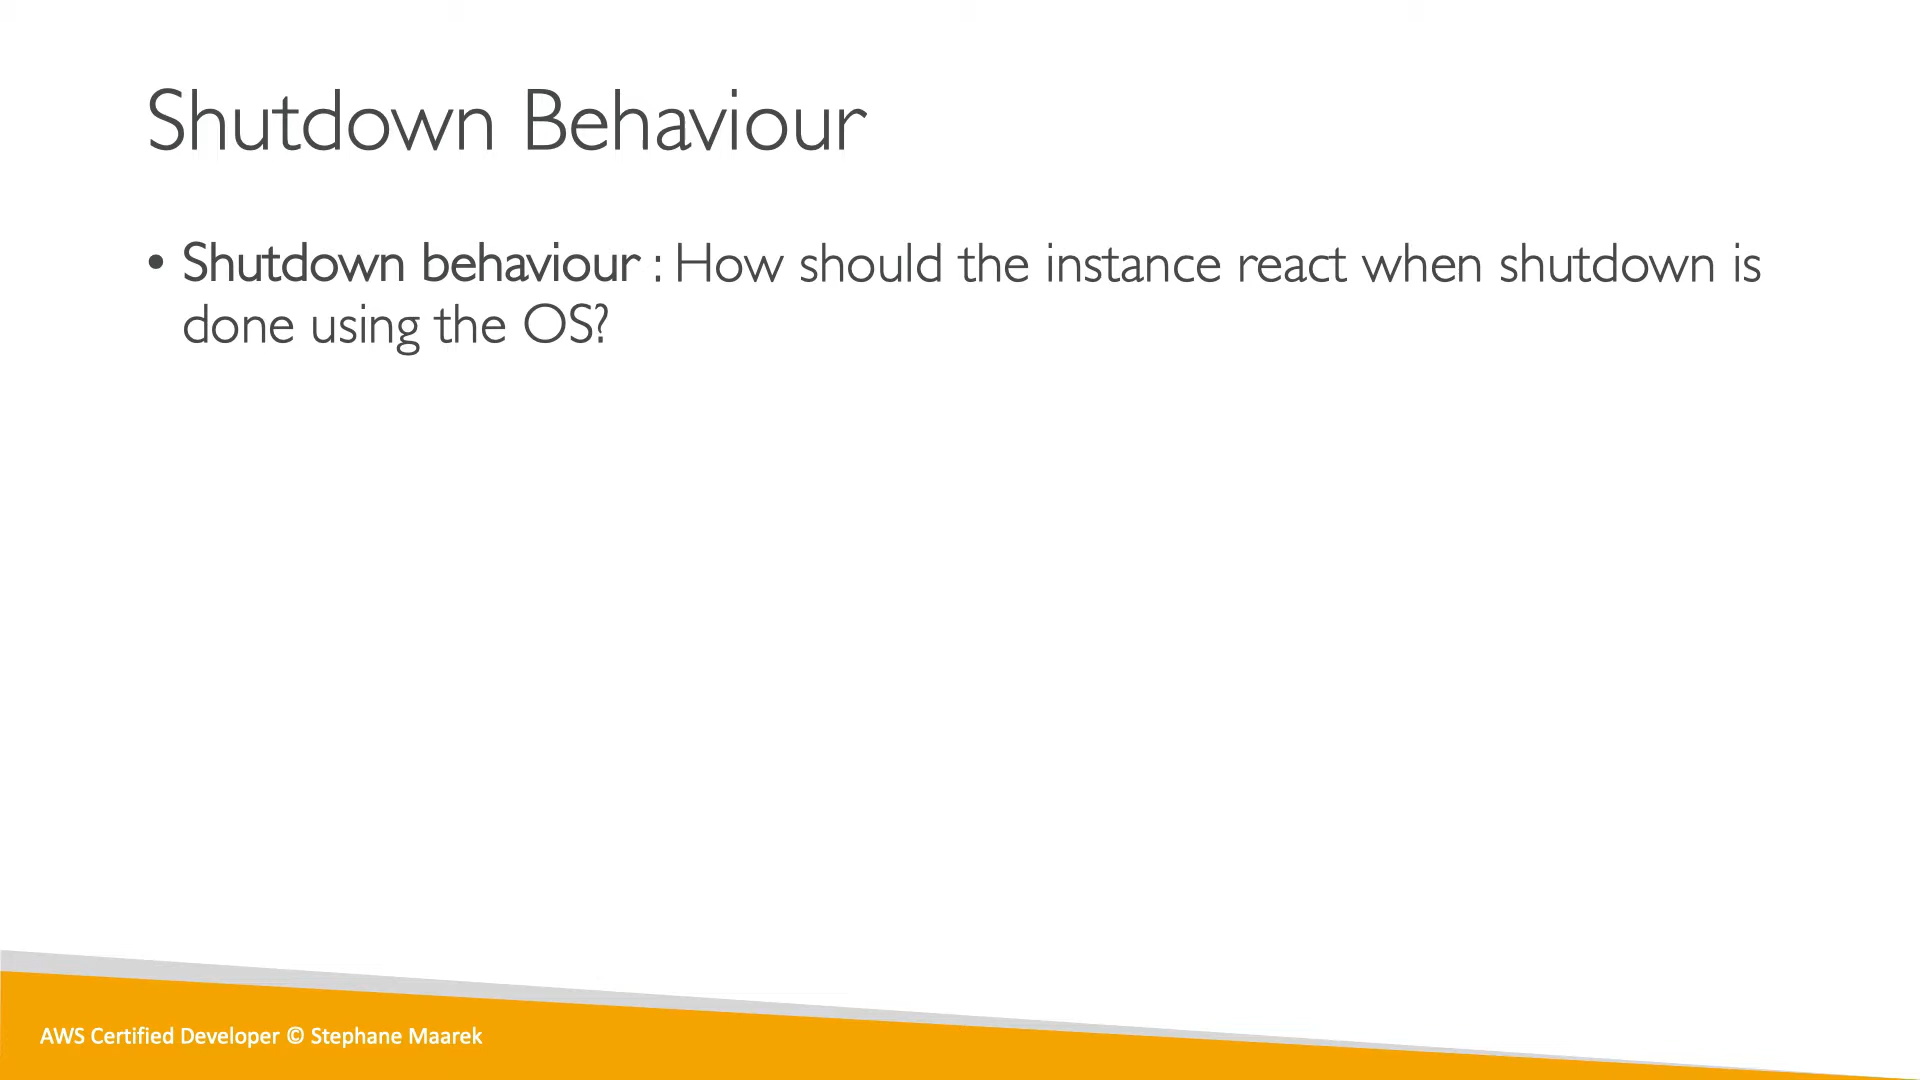 Shutdown Behaviour
• Shutdown behaviour : How should the instance react when shutdown is
done using the OS?
AWS Certified Developer © Stephane Maarek